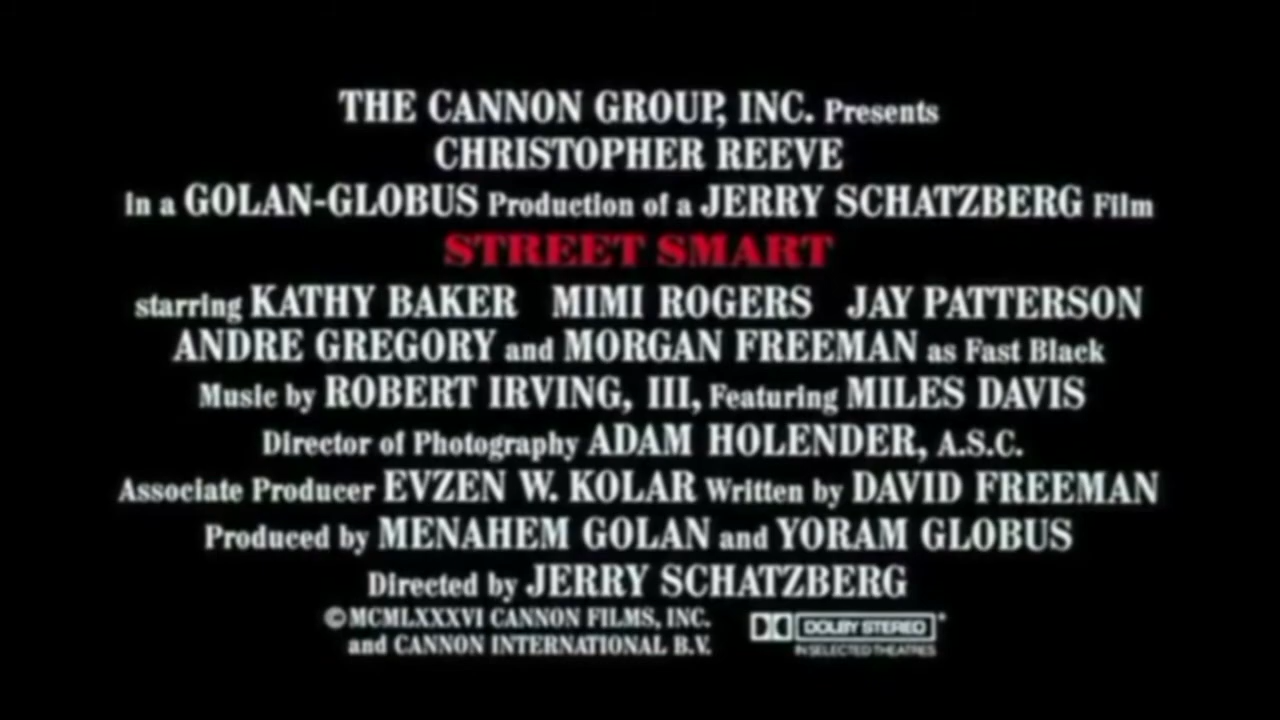 THE CANNON GROUP, INC. Presents
CHRISTOPHER REEVE
in a GOLAN-GLOBUS Production of a JERRY SCHATZBERG Film
STREET SMART
starring KATHY BAKER MIMI ROGERS JAY PATTERSON
ANDRE GREGORY and MORGAN FREEMAN as Fast Black
Music by ROBERT IRVING, III, Featuring MILES DAVIS
Director of Photography ADAM HOLENDER, A.S.C.
Associate Producer EVZEN W. KOLAR Written by DAVID FREEMAN
Produced by MENAHEM GOLAN and YORAM GLOBUS
Directed by JERRY SCHATZBERG
©MCMLXXXVI CANNON FILMS, INC.
and CANNON INTERNATIONAL B.V.
DOLBY STEREO
IN SELECTED THEATRES